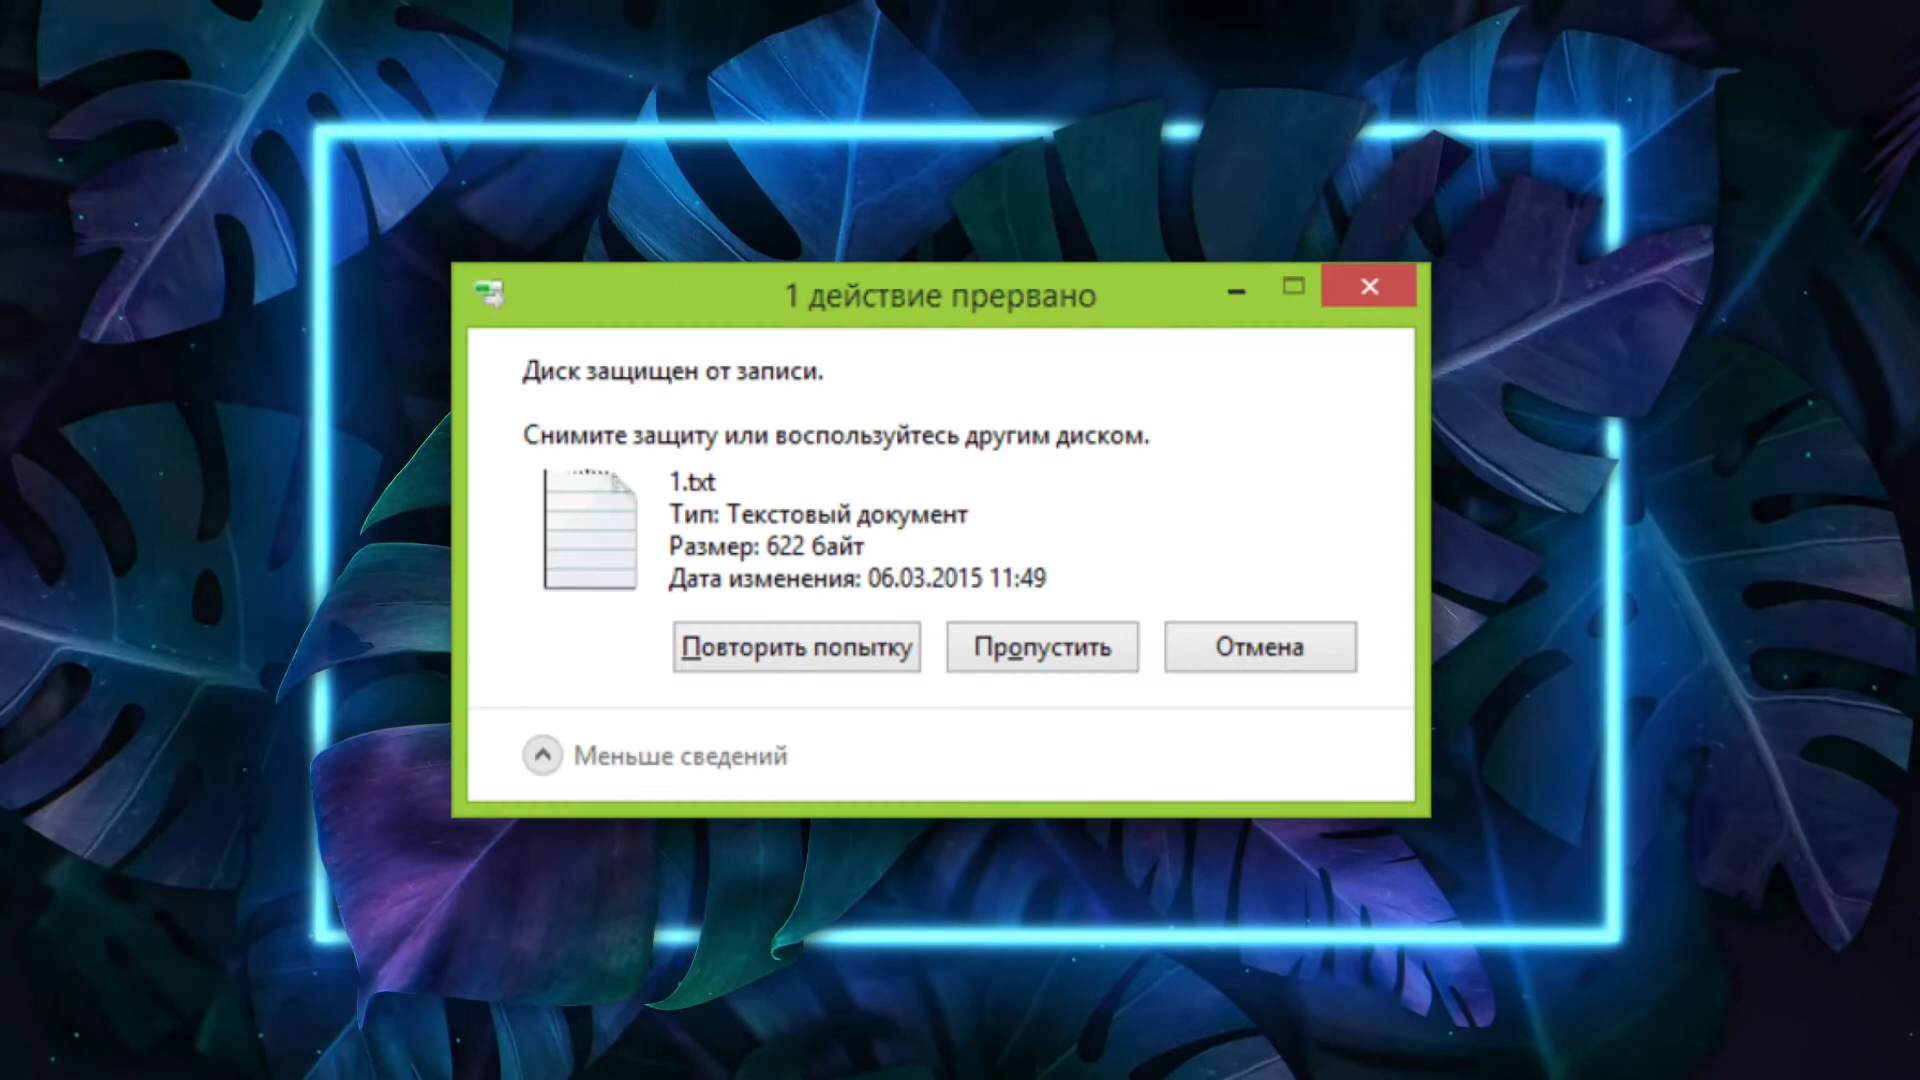 1 действие прервано
Диск защищен от записи.
Снимите защиту или воспользуйтесь другим диском.
1.txt
Тип: Текстовый документ
Размер: 622 байт
Дата изменения: 06.03.2015 11:49
Повторить попытку
Пропустить
Отмена
Меньше сведений